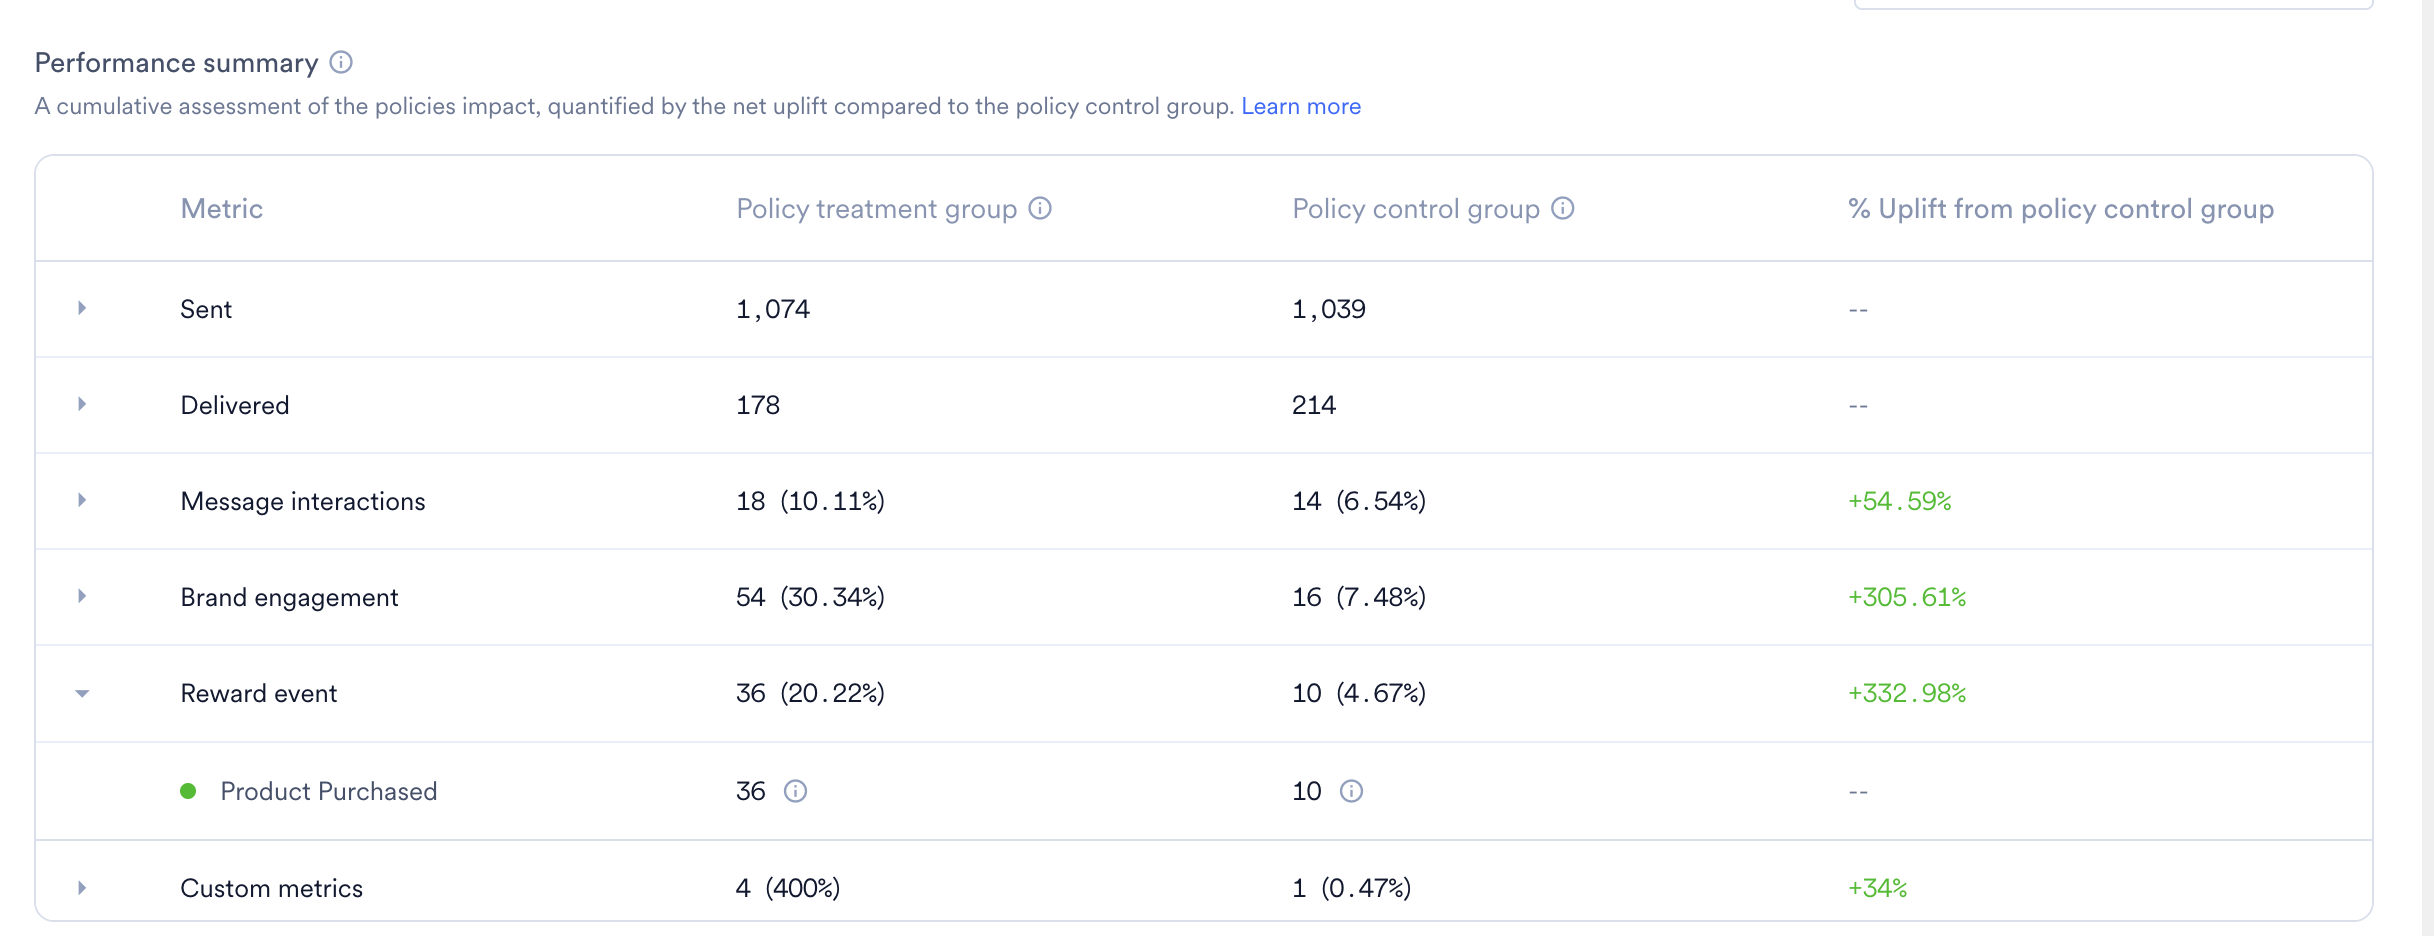 Performance summary
A cumulative assessment of the policies impact, quantified by the net uplift compared to the policy control group. Learn more
Metric Policy treatment group Policy control group % Uplift from policy control group
Sent 1,074 1,039 --
Delivered 178 214 --
Message interactions 18 (10.11%) 14 (6.54%) +54.59%
Brand engagement 54 (30.34%) 16 (7.48%) +305.61%
Reward event 36 (20.22%) 10 (4.67%) +332.98%
Product Purchased 36 10 --
Custom metrics 4 (400%) 1 (0.47%) +34%